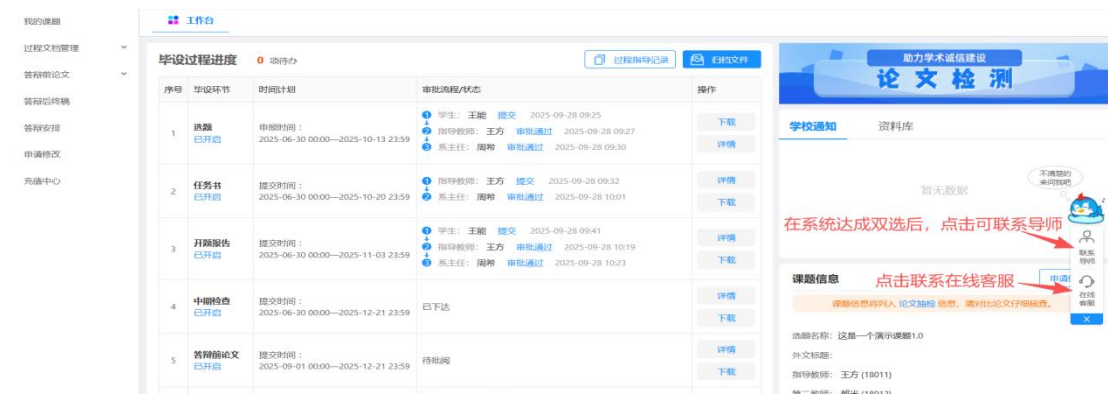 我的课题
过程文档管理
答辩前论文
答辩后终稿
答辩安排
申请修改
充值中心
工作台
毕设过程进度 0 项待办
过程指导记录 归档文件
序号 毕设环节 时间计划 审批流程/状态 操作
1 选题 已开启
申报时间：
2025-06-30 00:00—2025-10-13 23:59
1 学生： 王能 提交 2025-09-28 09:25
2 指导教师： 王方 审批通过 2025-09-28 09:27
3 系主任： 周希 审批通过 2025-09-28 09:30
下载
详情
2 任务书 已开启
提交时间：
2025-06-30 00:00—2025-10-20 23:59
1 指导教师： 王方 提交 2025-09-28 09:32
2 系主任： 周希 审批通过 2025-09-28 10:01
详情
下载
3 开题报告 已开启
提交时间：
2025-06-30 00:00—2025-11-03 23:59
1 学生： 王能 提交 2025-09-28 09:41
2 指导教师： 王方 审批通过 2025-09-28 10:19
3 系主任： 周希 审批通过 2025-09-28 10:23
详情
下载
4 中期检查 已开启
提交时间：
2025-06-30 00:00—2025-12-21 23:59
已下达
详情
下载
5 答辩前论文 已开启
提交时间：
2025-09-01 00:00—2025-12-21 23:59
待批阅
详情
下载
助力学术诚信建设
论文检测
学校通知 资料库
暂无数据
不清楚的
来问我吧
在系统达成双选后，点击可联系导师
联系
导师
课题信息
点击联系在线客服
申请
在线
客服
课题信息将列入 论文抽检 信息，请对比论文仔细核查。
选题名称： 这是一个演示课题1.0
外文标题：
指导教师： 王方 (18011)
第二教师：